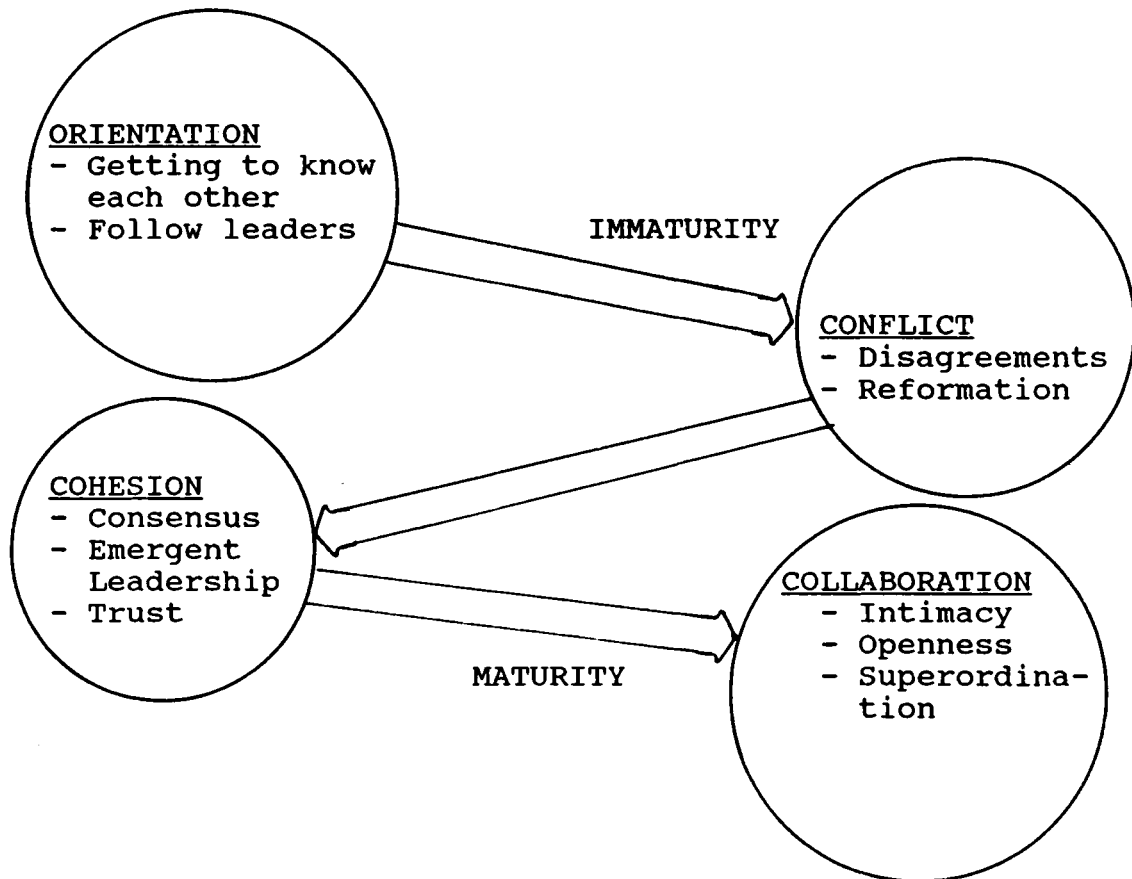 ORIENTATION
- Getting to know
each other
- Follow leaders
IMMATURITY
CONFLICT
- Disagreements
- Reformation
COHESION
- Consensus
- Emergent
Leadership
- Trust
MATURITY
COLLABORATION
- Intimacy
- Openness
- Superordina-
tion